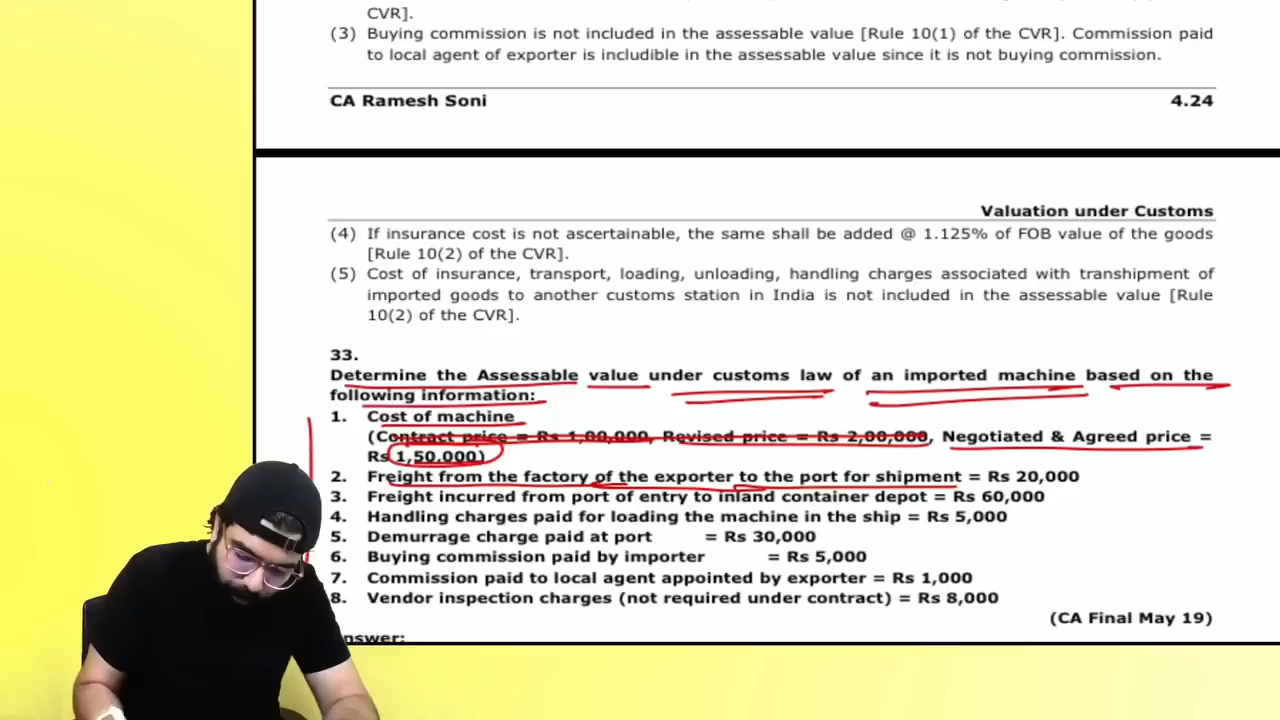 CVR].
(3) Buying commission is not included in the assessable value [Rule 10(1) of the CVR]. Commission paid
to local agent of exporter is includible in the assessable value since it is not buying commission.
CA Ramesh Soni 4.24
Valuation under Customs
(4) If insurance cost is not ascertainable, the same shall be added @ 1.125% of FOB value of the goods
[Rule 10(2) of the CVR].
(5) Cost of insurance, transport, loading, unloading, handling charges associated with transhipment of
imported goods to another customs station in India is not included in the assessable value [Rule
10(2) of the CVR].
33.
Determine the Assessable value under customs law of an imported machine based on the
following information:
1. Cost of machine
(Contract price = Rs 1,00,000, Revised price = Rs 2,00,000, Negotiated & Agreed price =
Rs 1,50,000)
2. Freight from the factory of the exporter to the port for shipment = Rs 20,000
3. Freight incurred from port of entry to inland container depot = Rs 60,000
4. Handling charges paid for loading the machine in the ship = Rs 5,000
5. Demurrage charge paid at port = Rs 30,000
6. Buying commission paid by importer = Rs 5,000
7. Commission paid to local agent appointed by exporter = Rs 1,000
8. Vendor inspection charges (not required under contract) = Rs 8,000
(CA Final May 19)